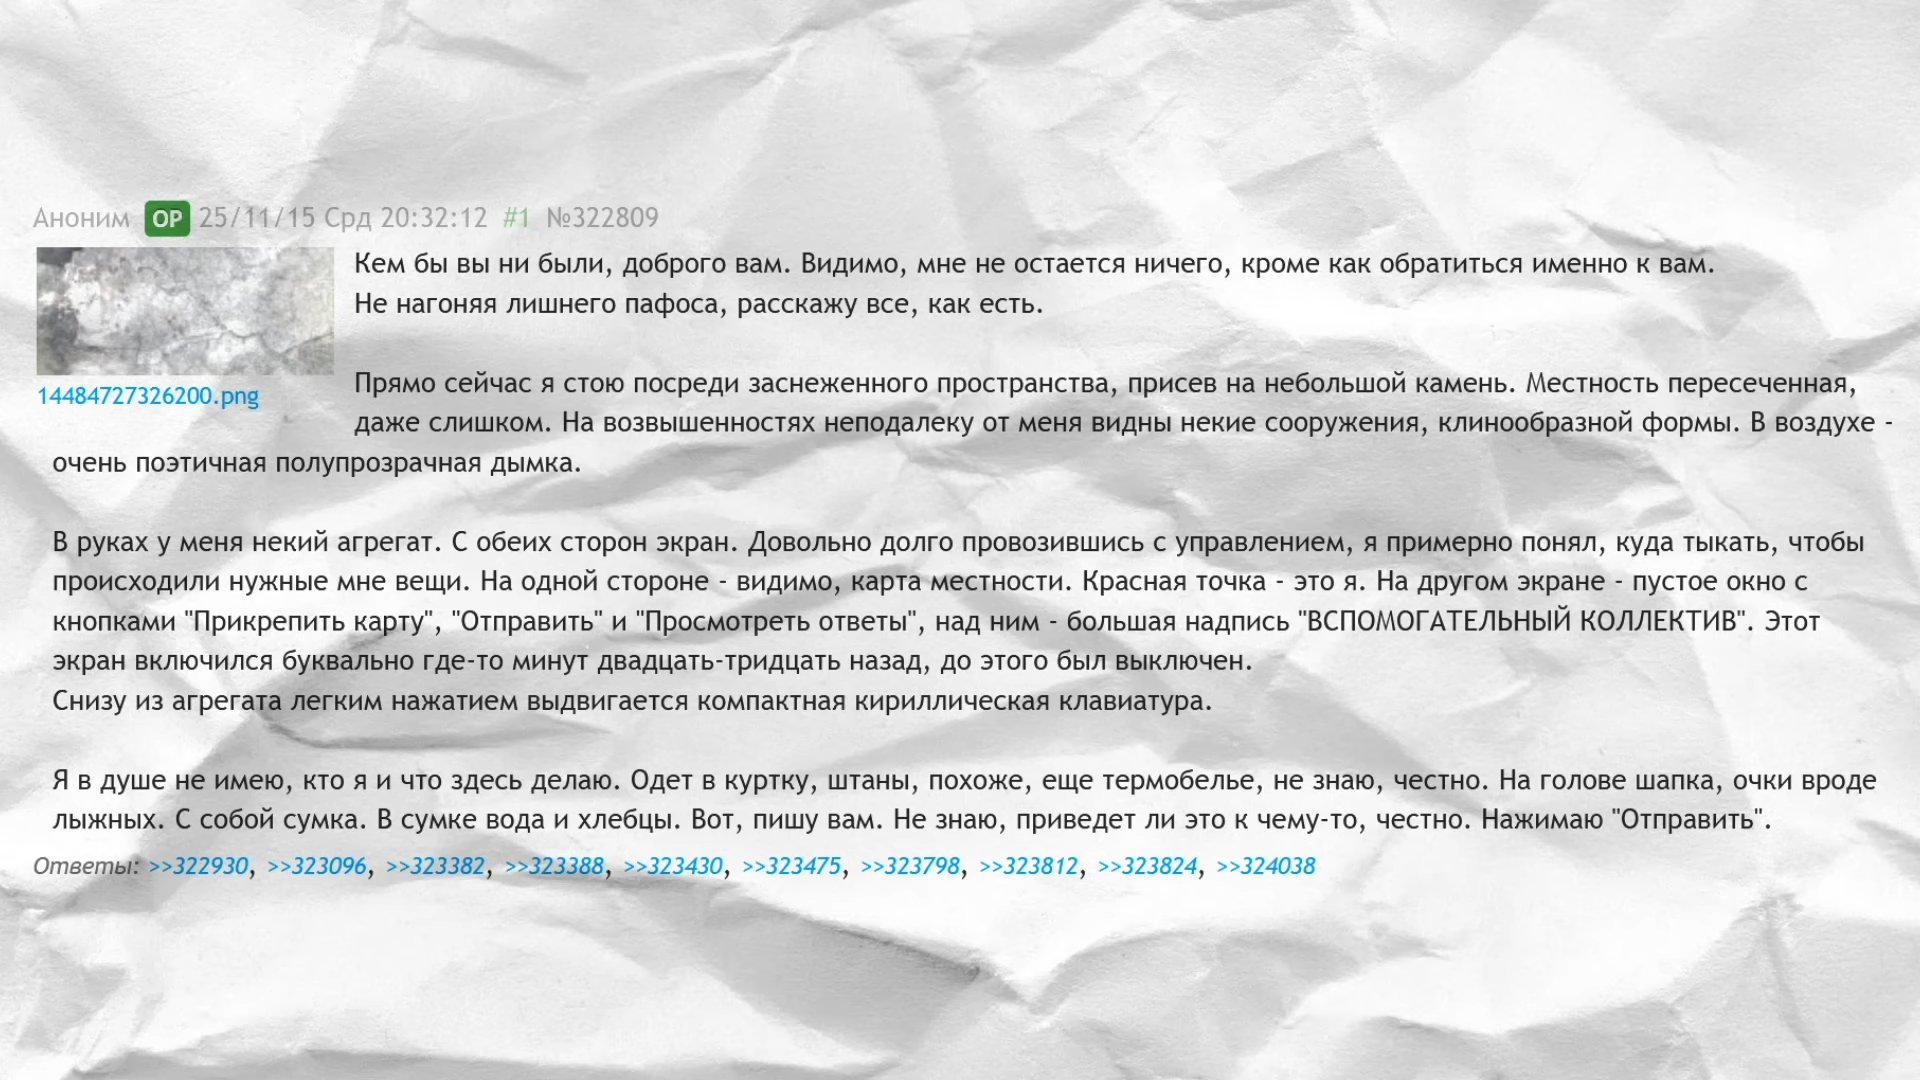 Аноним OP 25/11/15 Срд 20:32:12 #1 №322809
Кем бы вы ни были, доброго вам. Видимо, мне не остается ничего, кроме как обратиться именно к вам.
Не нагоняя лишнего пафоса, расскажу все, как есть.
14484727326200.png
Прямо сейчас я стою посреди заснеженного пространства, присев на небольшой камень. Местность пересеченная,
даже слишком. На возвышенностях неподалеку от меня видны некие сооружения, клинообразной формы. В воздухе -
очень поэтичная полупрозрачная дымка.
В руках у меня некий агрегат. С обеих сторон экран. Довольно долго провозившись с управлением, я примерно понял, куда тыкать, чтобы
происходили нужные мне вещи. На одной стороне - видимо, карта местности. Красная точка - это я. На другом экране - пустое окно с
кнопками "Прикрепить карту", "Отправить" и "Просмотреть ответы", над ним - большая надпись "ВСПОМОГАТЕЛЬНЫЙ КОЛЛЕКТИВ". Этот
экран включился буквально где-то минут двадцать-тридцать назад, до этого был выключен.
Снизу из агрегата легким нажатием выдвигается компактная кириллическая клавиатура.
Я в душе не имею, кто я и что здесь делаю. Одет в куртку, штаны, похоже, еще термобелье, не знаю, честно. На голове шапка, очки вроде
лыжных. С собой сумка. В сумке вода и хлебцы. Вот, пишу вам. Не знаю, приведет ли это к чему-то, честно. Нажимаю "Отправить".
Ответы: >>322930, >>323096, >>323382, >>323388, >>323430, >>323475, >>323798, >>323812, >>323824, >>324038